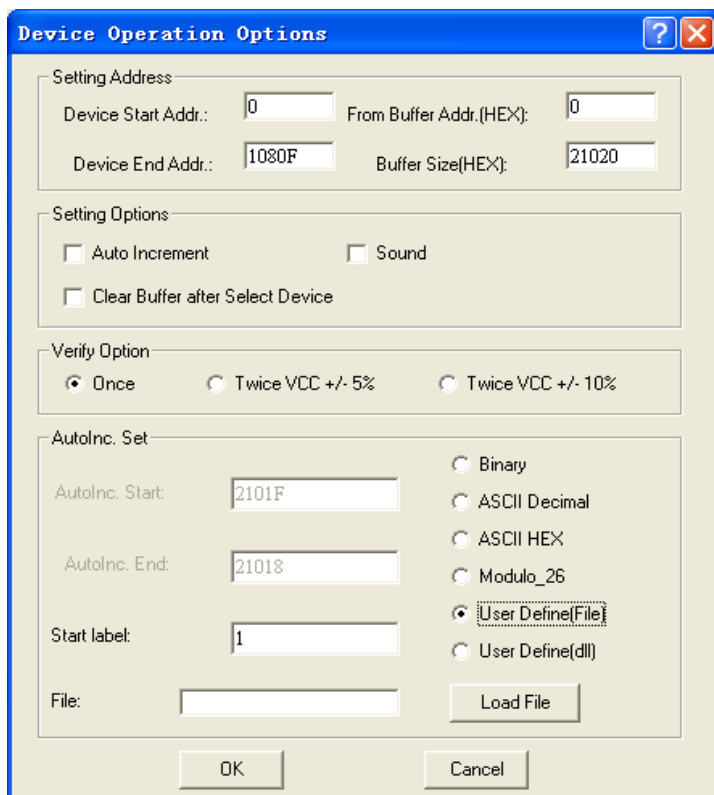 Device Operation Options
Setting Address
Device Start Addr.: 0 From Buffer Addr.(HEX): 0
Device End Addr.: 1080F Buffer Size(HEX): 21020
Setting Options
Auto Increment Sound
Clear Buffer after Select Device
Verify Option
Once Twice VCC +/- 5% Twice VCC +/- 10%
AutoInc. Set
Binary
AutoInc. Start: 2101F
ASCII Decimal
ASCII HEX
AutoInc. End: 21018
Modulo_26
User Define(File)
Start label: 1
User Define(dll)
File: Load File
OK Cancel